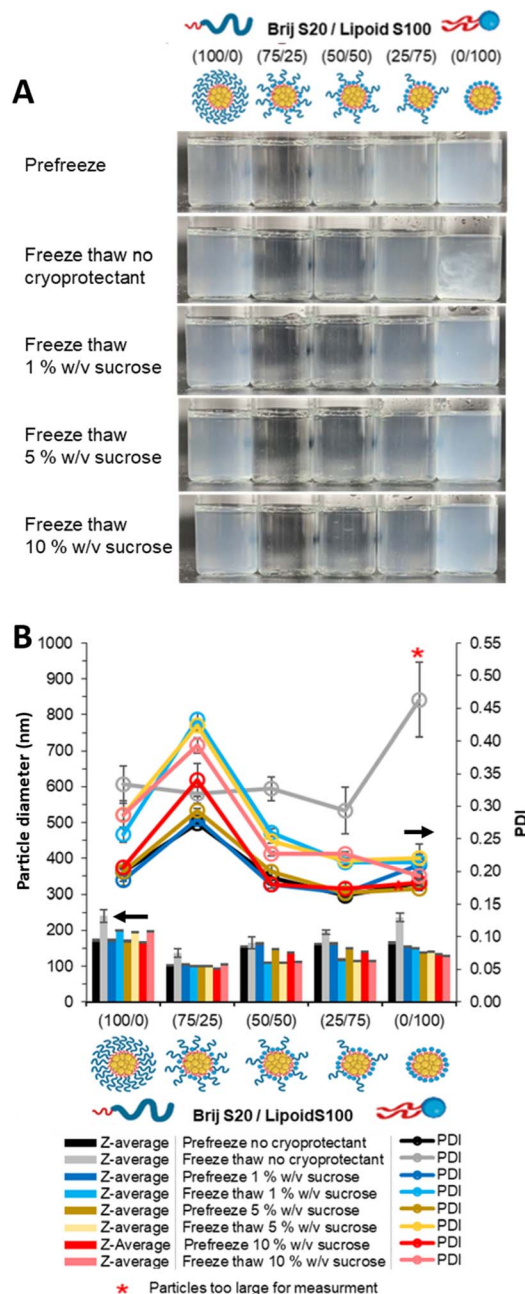 Brij S20 / Lipoid S100
(100/0) (75/25) (50/50) (25/75) (0/100)
A
Prefreeze
Freeze thaw no
cryoprotectant
Freeze thaw
1 % w/v sucrose
Freeze thaw
5 % w/v sucrose
Freeze thaw
10 % w/v sucrose
B
1000
900
800
700
600
500
400
300
200
100
0
Particle diameter (nm)
*
0.55
0.50
0.45
0.40
0.35
0.30
0.25
0.20
0.15
0.10
0.05
0.00
PDI
(100/0) (75/25) (50/50) (25/75) (0/100)
Brij S20 / LipoidS100
Z-average Prefreeze no cryoprotectant PDI
Z-average Freeze thaw no cryoprotectant PDI
Z-average Prefreeze 1 % w/v sucrose PDI
Z-average Freeze thaw 1 % w/v sucrose PDI
Z-average Prefreeze 5 % w/v sucrose PDI
Z-average Freeze thaw 5 % w/v sucrose PDI
Z-Average Prefreeze 10 % w/v sucrose PDI
Z-average Freeze thaw 10 % w/v sucrose PDI
* Particles too large for measurment